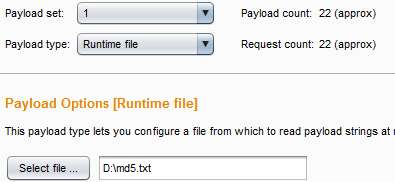 Payload set: 1 Payload count: 22 (approx)
Payload type: Runtime file Request count: 22 (approx)
Payload Options [Runtime file]
This payload type lets you configure a file from which to read payload strings at
Select file ... D:\md5.txt